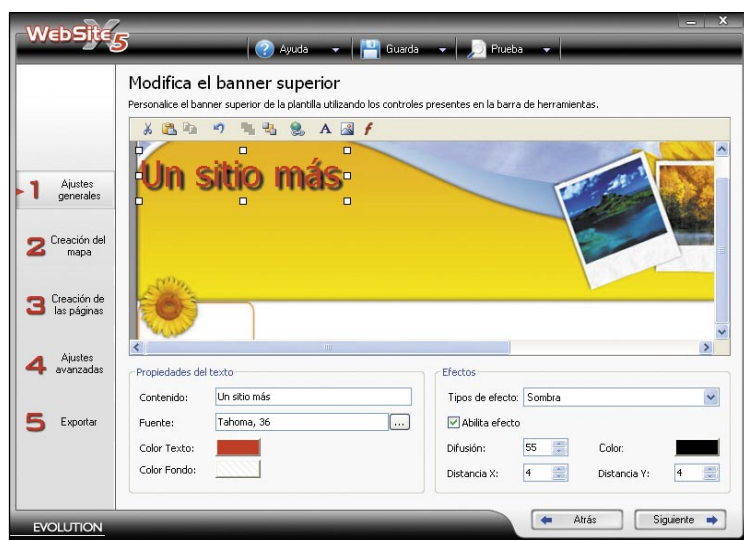 WebSite X5
Ayuda Guarda Prueba
Modifica el banner superior
Personalice el banner superior de la plantilla utilizando los controles presentes en la barra de herramientas.
Un sitio más
1 Ajustes generales
2 Creación del mapa
3 Creación de las páginas
4 Ajustes avanzadas
5 Exportar
Propiedades del texto
Contenido: Un sitio más
Fuente: Tahoma, 36 ...
Color Texto:
Color Fondo:
Efectos
Tipos de efecto: Sombra
Abilita efecto
Difusión: 55 Color:
Distancia X: 4 Distancia Y: 4
EVOLUTION
Atrás Siguiente